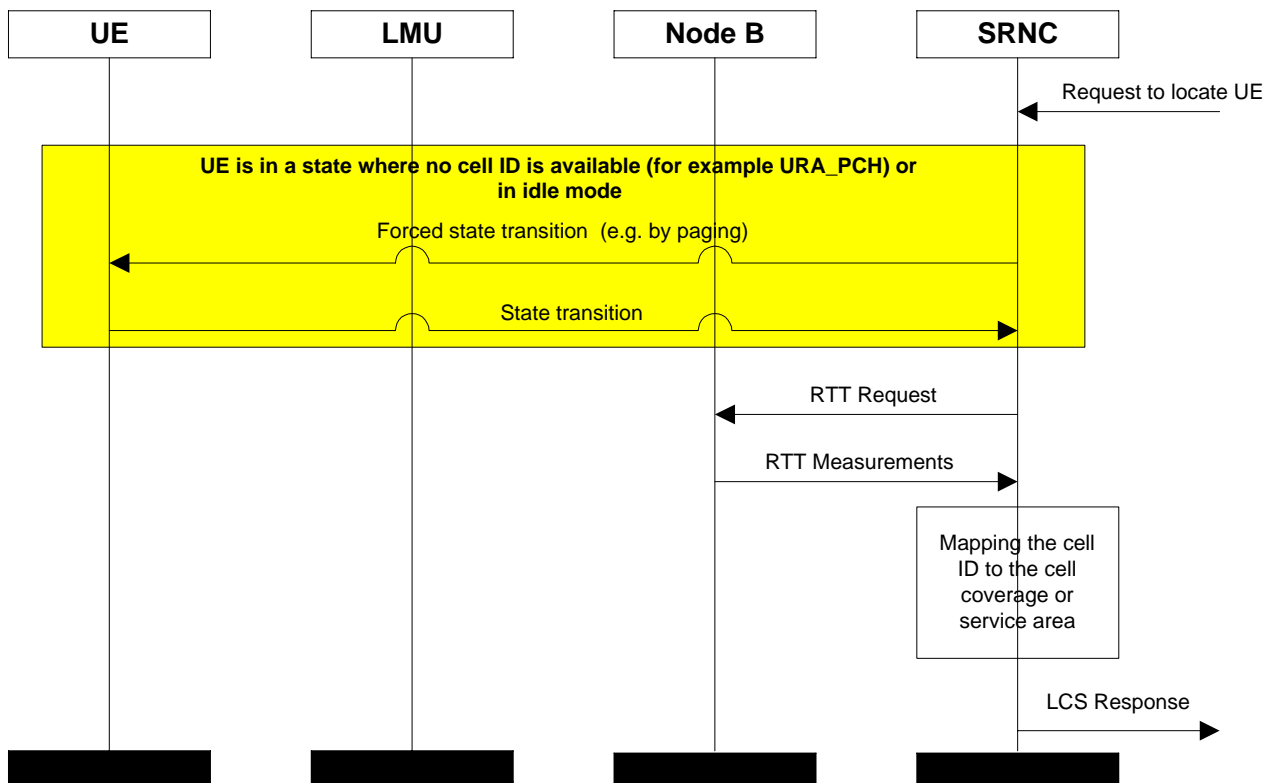 UE
LMU
Node B
SRNC
Request to locate UE
UE is in a state where no cell ID is available (for example URA_PCH) or
in idle mode
Forced state transition (e.g. by paging)
State transition
RTT Request
RTT Measurements
Mapping the cell
ID to the cell
coverage or
service area
LCS Response